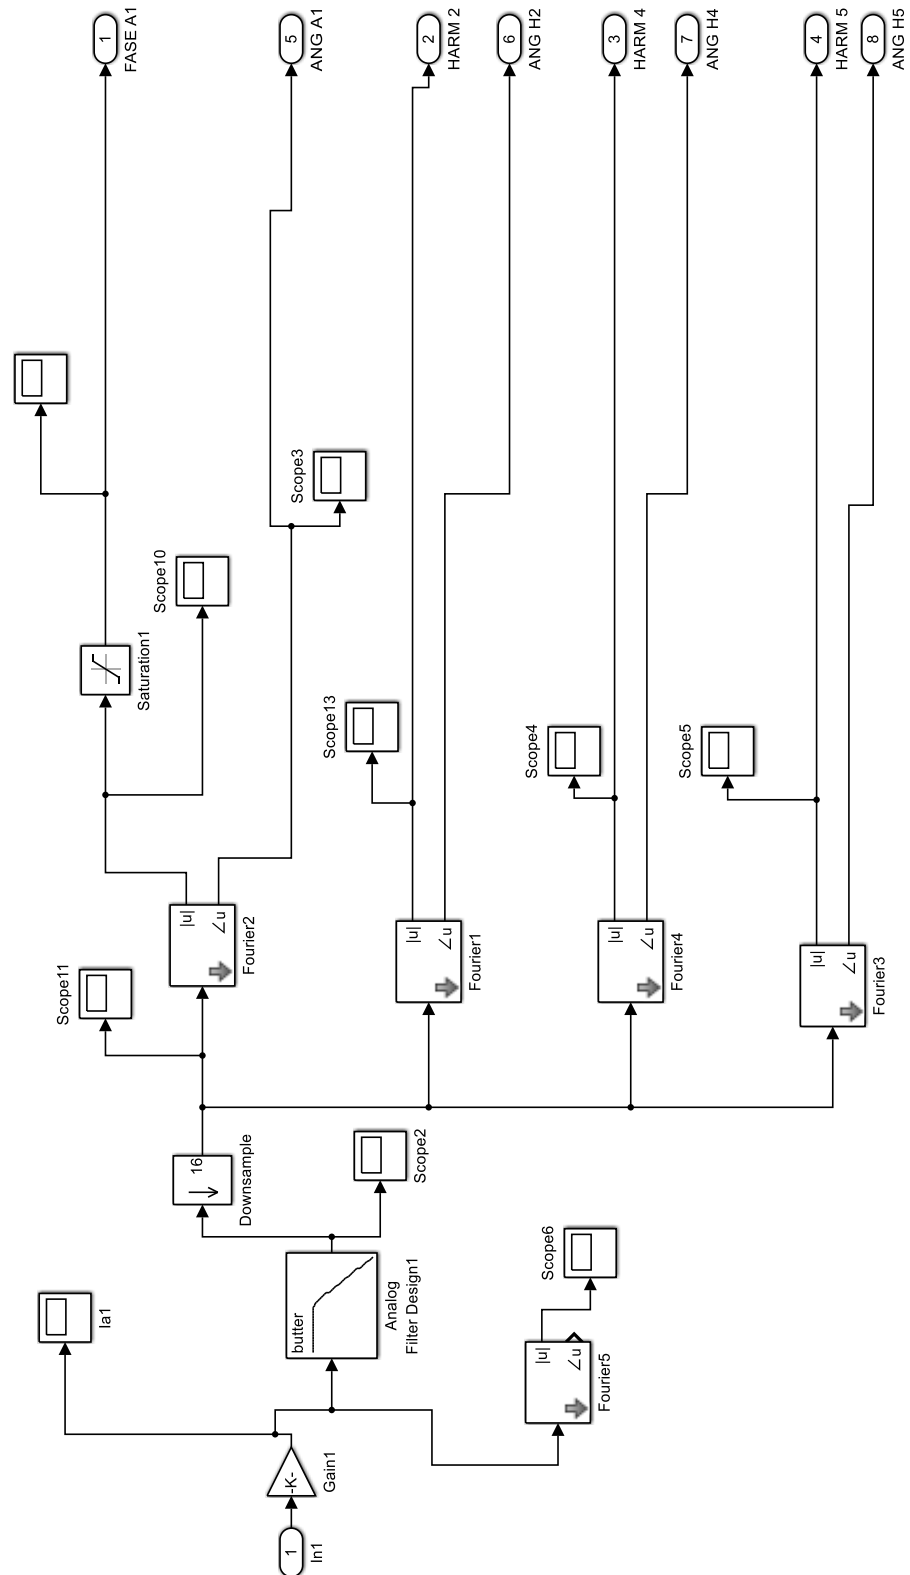 1
In1
-K-
Gain1
Ia1
butter
Analog
Filter Design1
|u|
∠u
Fourier5
Scope6
16
Downsample
Scope2
Scope11
|u|
∠u
Fourier2
|u|
∠u
Fourier1
|u|
∠u
Fourier4
|u|
∠u
Fourier3
Saturation1
Scope10
Scope3
Scope13
Scope4
Scope5
1
FASE A1
5
ANG A1
2
HARM 2
6
ANG H2
3
HARM 4
7
ANG H4
4
HARM 5
8
ANG H5